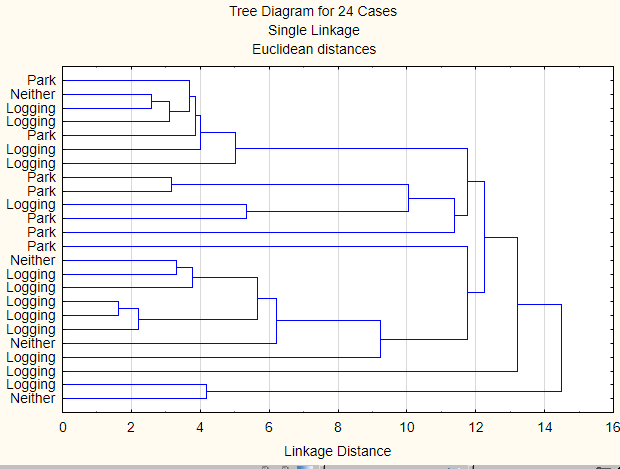 Tree Diagram for 24 Cases
Single Linkage
Euclidean distances
Park
Neither
Logging
Logging
Park
Logging
Logging
Park
Park
Logging
Park
Park
Park
Neither
Logging
Logging
Logging
Logging
Logging
Neither
Logging
Logging
Logging
Neither
0 2 4 6 8 10 12 14 16
Linkage Distance